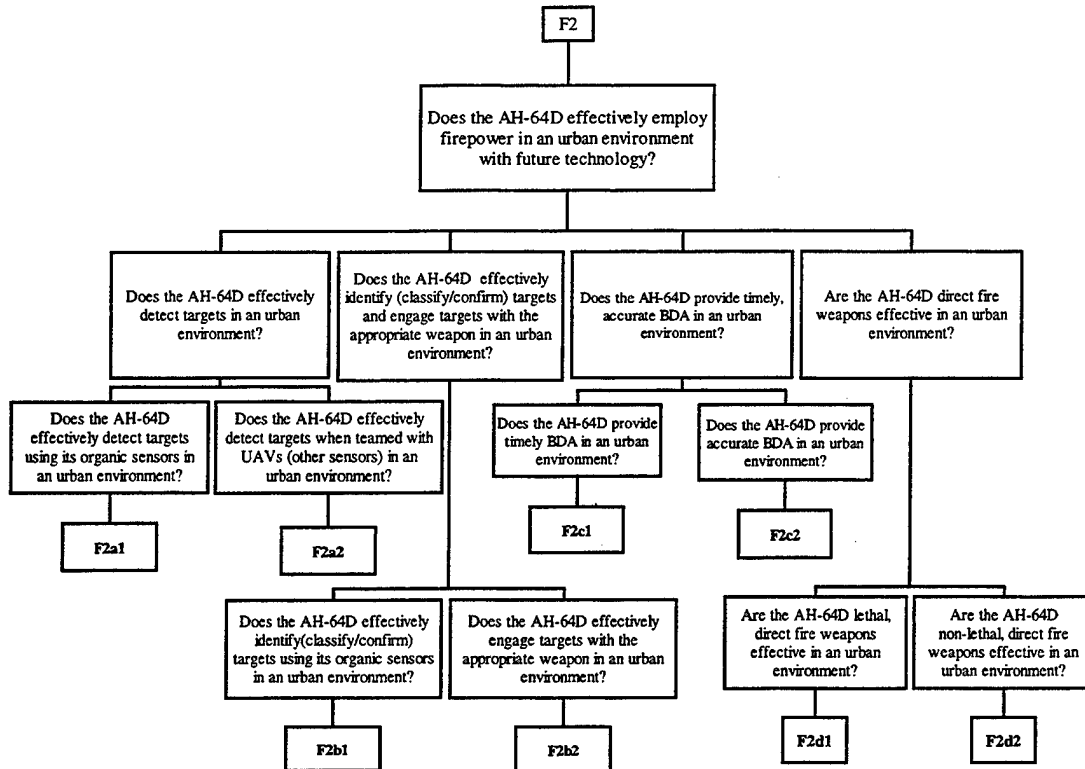 F2
Does the AH-64D effectively employ
firepower in an urban environment
with future technology?
Does the AH-64D effectively
detect targets in an urban
environment?
Does the AH-64D effectively
identify (classify/confirm) targets
and engage targets with the
appropriate weapon in an urban
environment?
Does the AH-64D provide timely,
accurate BDA in an urban
environment?
Are the AH-64D direct fire
weapons effective in an urban
environment?
Does the AH-64D
effectively detect targets
using its organic sensors in
an urban environment?
Does the AH-64D effectively
detect targets when teamed with
UAVs (other sensors) in an
urban environment?
Does the AH-64D provide
timely BDA in an urban
environment?
Does the AH-64D provide
accurate BDA in an urban
environment?
F2a1
F2a2
F2c1
F2c2
Does the AH-64D effectively
identify(classify/confirm)
targets using its organic sensors
in an urban environment?
Does the AH-64D effectively
engage targets with the
appropriate weapon in an urban
environment?
Are the AH-64D lethal,
direct fire weapons
effective in an urban
environment?
Are the AH-64D
non-lethal, direct fire
weapons effective in an
urban environment?
F2b1
F2b2
F2d1
F2d2